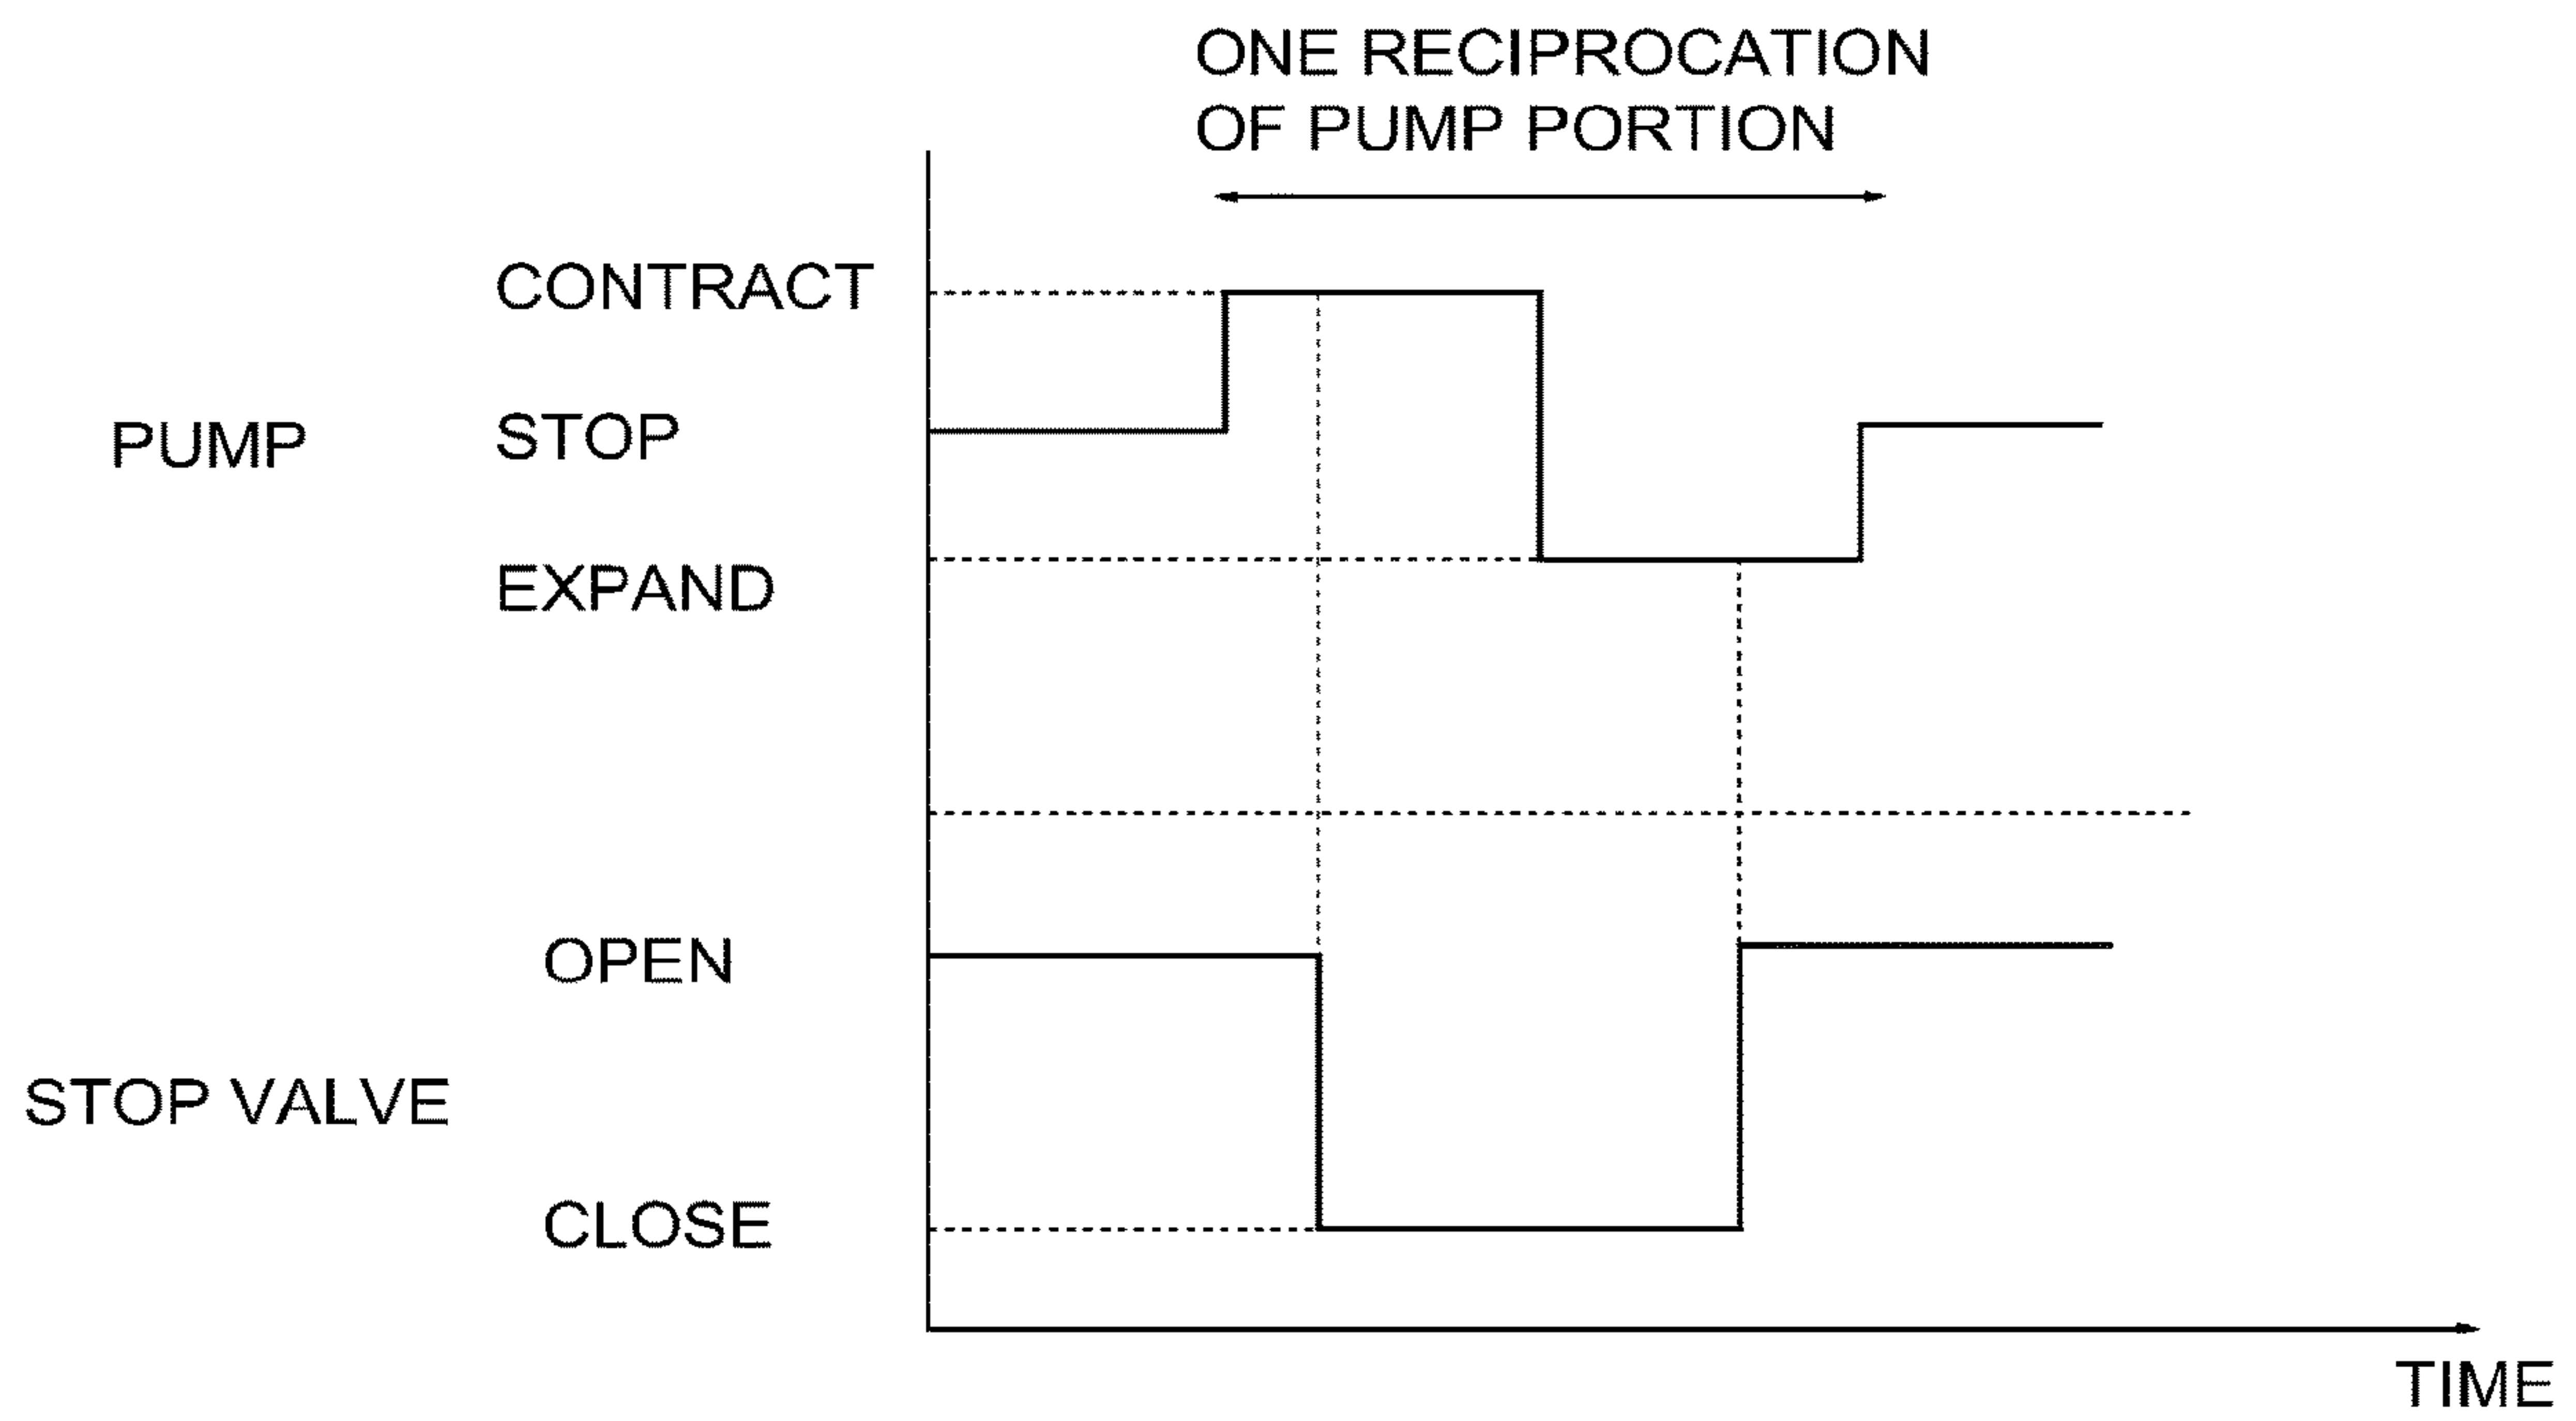 ONE RECIPROCATION
OF PUMP PORTION
CONTRACT
PUMP
STOP
EXPAND
OPEN
STOP VALVE
CLOSE
TIME